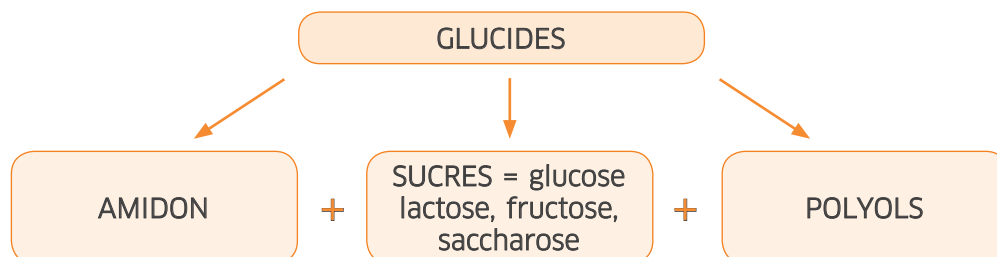 GLUCIDES
AMIDON
+
SUCRES = glucose
lactose, fructose,
saccharose
+
POLYOLS